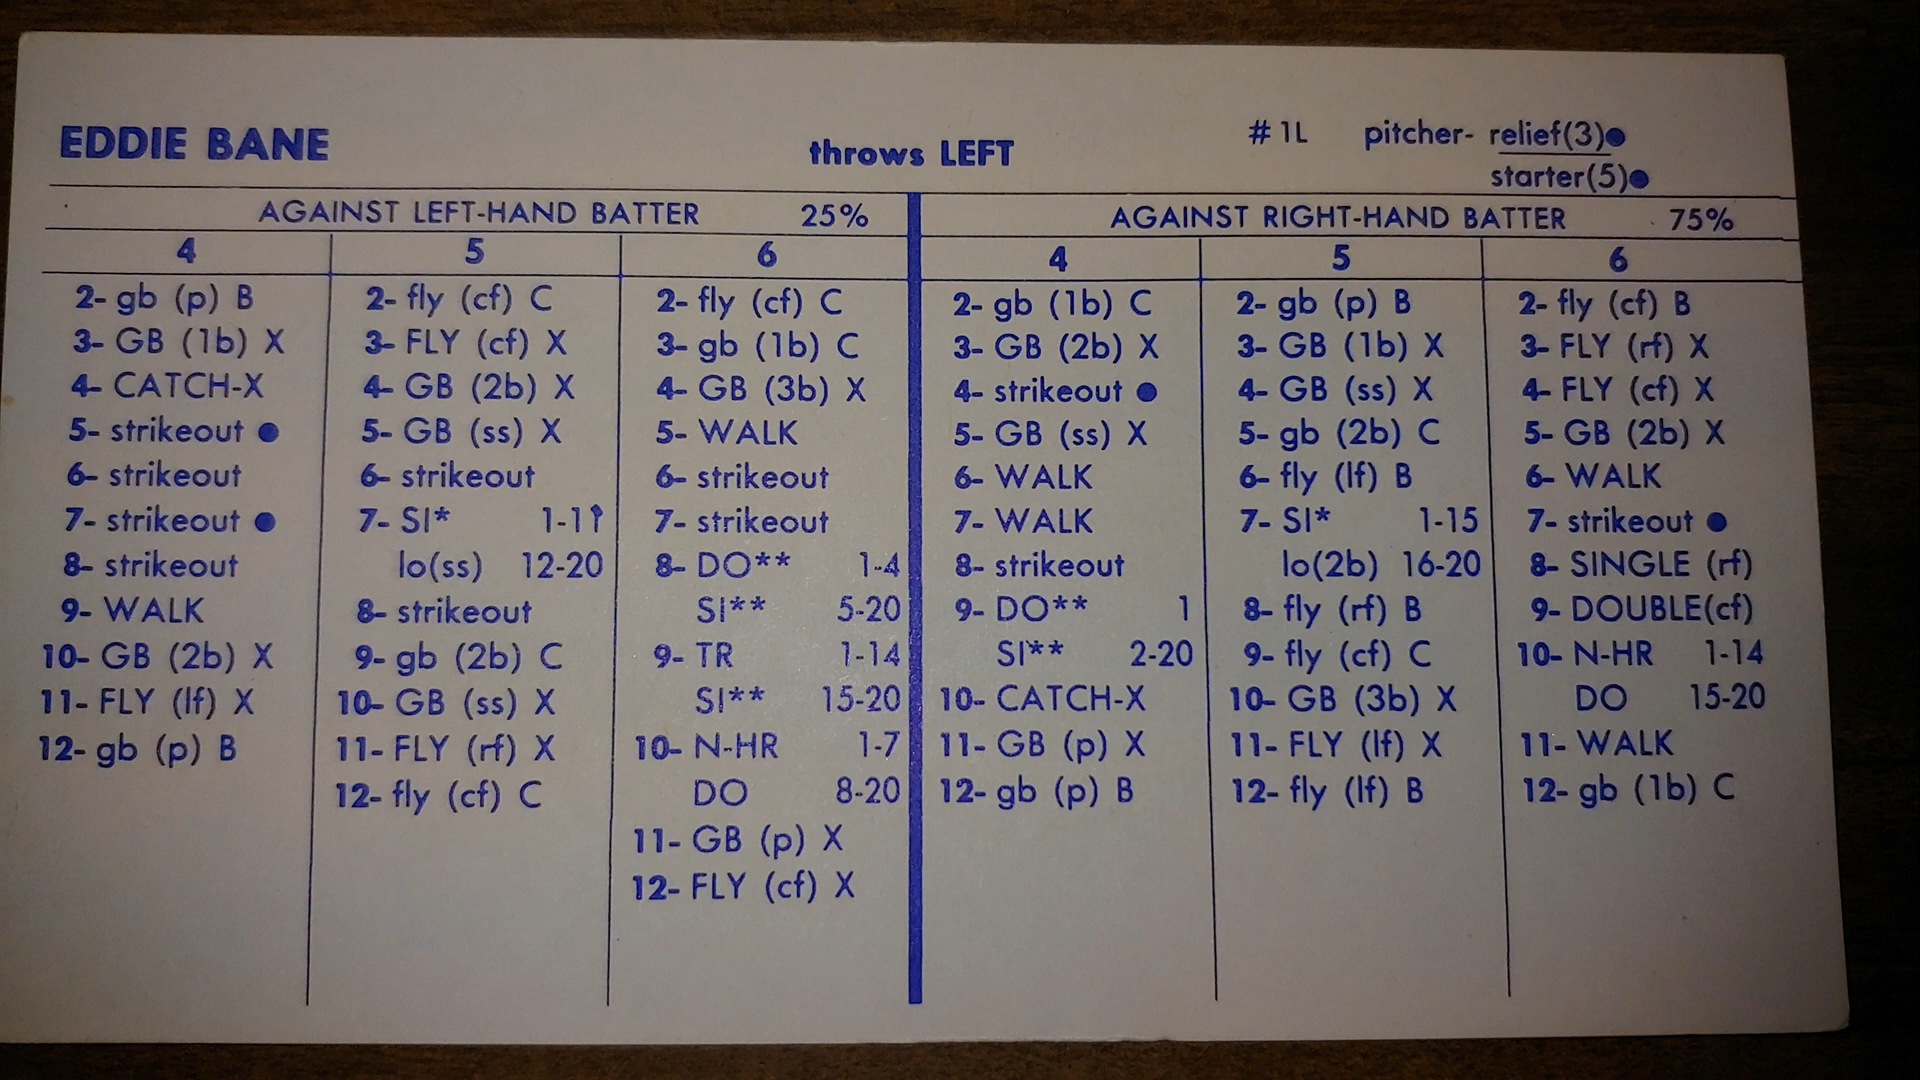 EDDIE BANE
throws LEFT
# 1L pitcher- relief(3)●
starter(5)●
AGAINST LEFT-HAND BATTER 25%
4
2- gb (p) B
3- GB (1b) X
4- CATCH-X
5- strikeout ●
6- strikeout
7- strikeout ●
8- strikeout
9- WALK
10- GB (2b) X
11- FLY (lf) X
12- gb (p) B
5
2- fly (cf) C
3- FLY (cf) X
4- GB (2b) X
5- GB (ss) X
6- strikeout
7- SI* 1-11
lo(ss) 12-20
8- strikeout
9- gb (2b) C
10- GB (ss) X
11- FLY (rf) X
12- fly (cf) C
6
2- fly (cf) C
3- gb (1b) C
4- GB (3b) X
5- WALK
6- strikeout
7- strikeout
8- DO** 1-4
SI** 5-20
9- TR 1-14
SI** 15-20
10- N-HR 1-7
DO 8-20
11- GB (p) X
12- FLY (cf) X
AGAINST RIGHT-HAND BATTER 75%
4
2- gb (1b) C
3- GB (2b) X
4- strikeout ●
5- GB (ss) X
6- WALK
7- WALK
8- strikeout
9- DO** 1
SI** 2-20
10- CATCH-X
11- GB (p) X
12- gb (p) B
5
2- gb (p) B
3- GB (1b) X
4- GB (ss) X
5- gb (2b) C
6- fly (lf) B
7- SI* 1-15
lo(2b) 16-20
8- fly (rf) B
9- fly (cf) C
10- GB (3b) X
11- FLY (lf) X
12- fly (lf) B
6
2- fly (cf) B
3- FLY (rf) X
4- FLY (cf) X
5- GB (2b) X
6- WALK
7- strikeout ●
8- SINGLE (rf)
9- DOUBLE(cf)
10- N-HR 1-14
DO 15-20
11- WALK
12- gb (1b) C